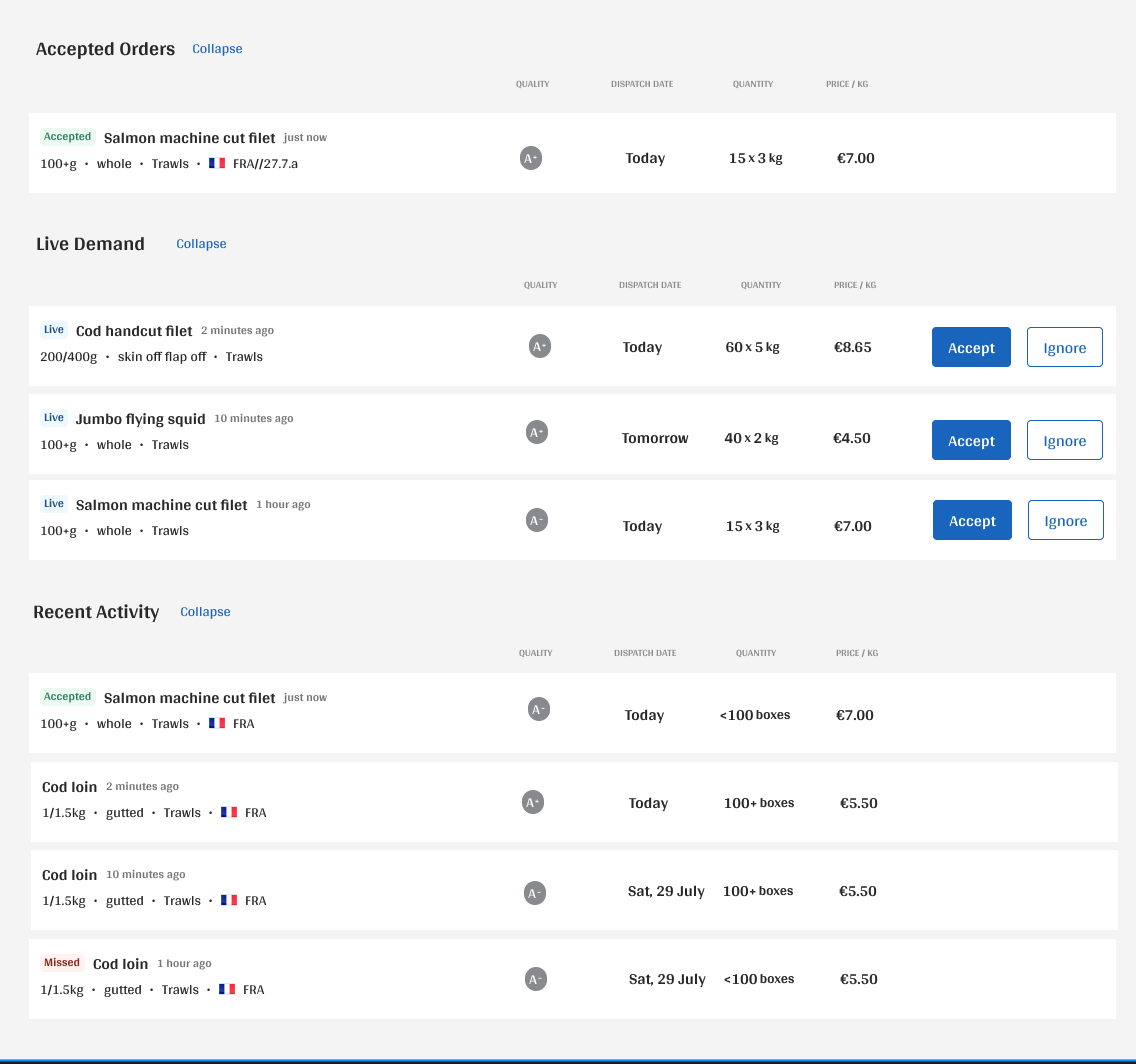 Accepted Orders Collapse
QUALITY DISPATCH DATE QUANTITY PRICE / KG
Accepted Salmon machine cut filet just now
100+g • whole • Trawls • FRA//27.7.a
A+ Today 15 x 3 kg €7.00
Live Demand Collapse
QUALITY DISPATCH DATE QUANTITY PRICE / KG
Live Cod handcut filet 2 minutes ago
200/400g • skin off flap off • Trawls
A+ Today 60 x 5 kg €8.65 Accept Ignore
Live Jumbo flying squid 10 minutes ago
100+g • whole • Trawls
A+ Tomorrow 40 x 2 kg €4.50 Accept Ignore
Live Salmon machine cut filet 1 hour ago
100+g • whole • Trawls
A- Today 15 x 3 kg €7.00 Accept Ignore
Recent Activity Collapse
QUALITY DISPATCH DATE QUANTITY PRICE / KG
Accepted Salmon machine cut filet just now
100+g • whole • Trawls • FRA
A- Today <100 boxes €7.00
Cod loin 2 minutes ago
1/1.5kg • gutted • Trawls • FRA
A+ Today 100+ boxes €5.50
Cod loin 10 minutes ago
1/1.5kg • gutted • Trawls • FRA
A- Sat, 29 July 100+ boxes €5.50
Missed Cod loin 1 hour ago
1/1.5kg • gutted • Trawls • FRA
A- Sat, 29 July <100 boxes €5.50